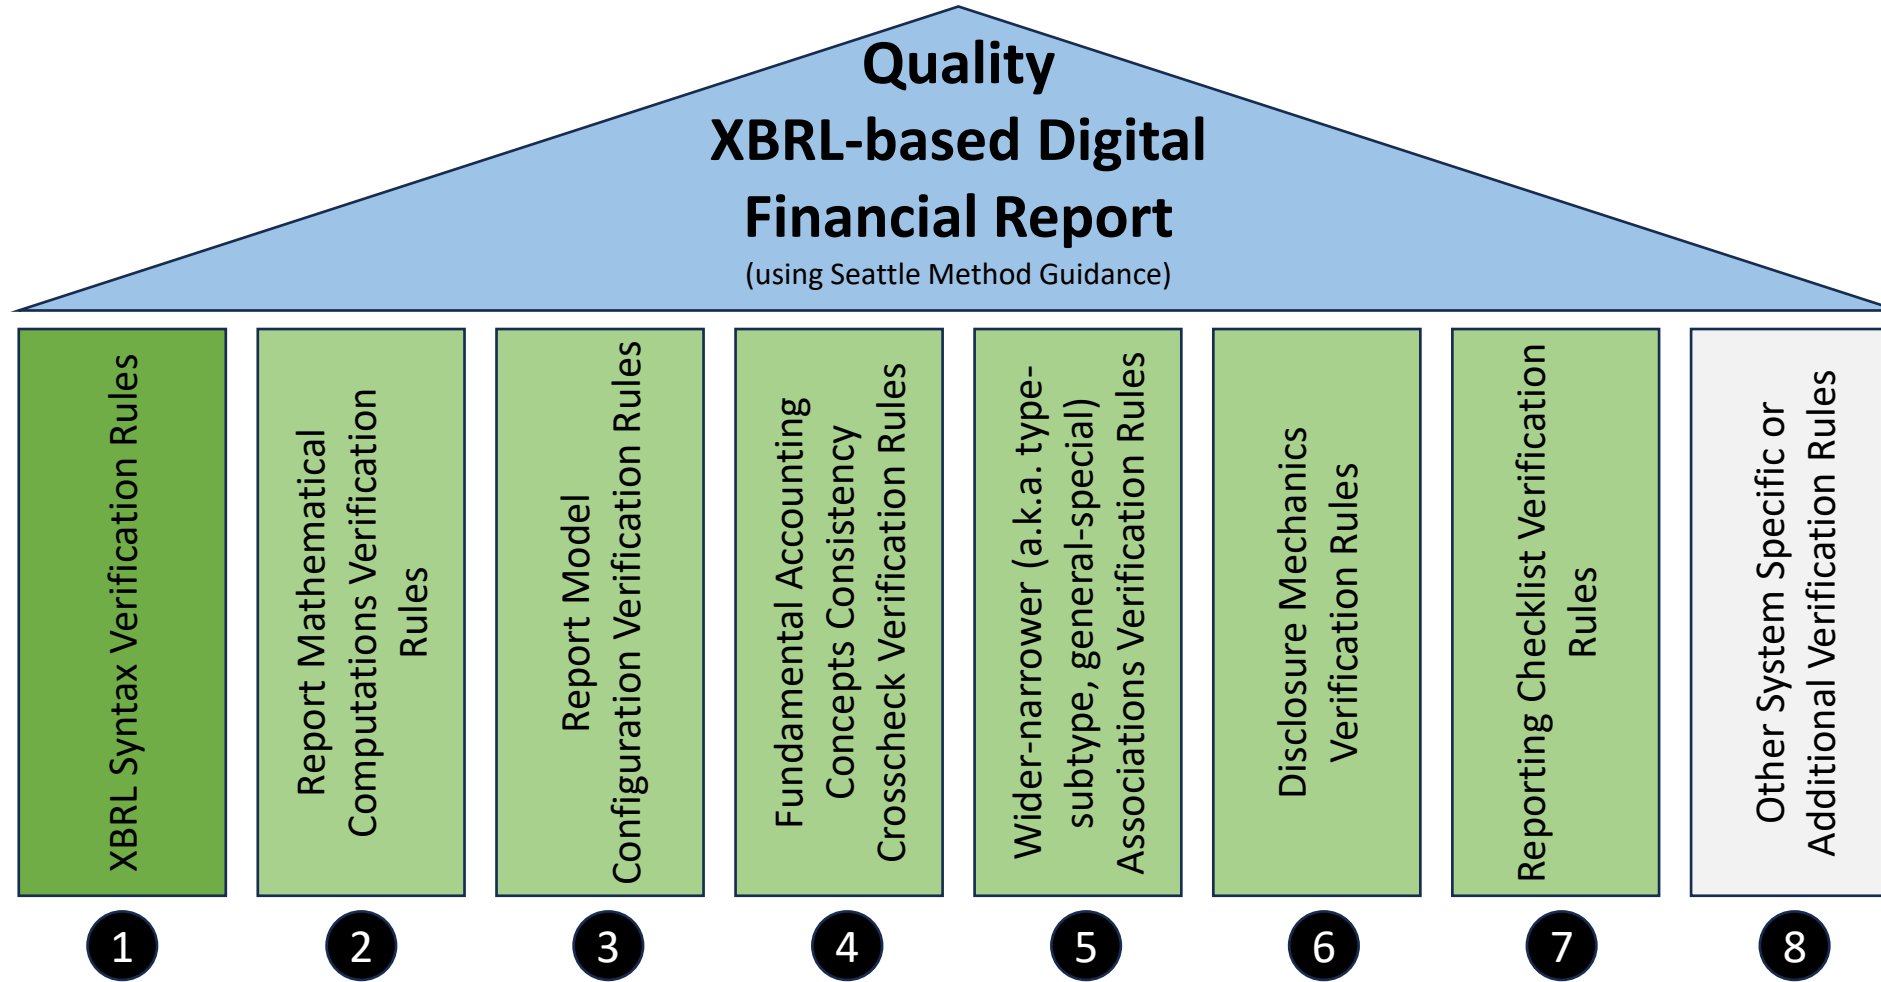 Quality
XBRL-based Digital
Financial Report
(using Seattle Method Guidance)
XBRL Syntax Verification Rules
Report Mathematical
Computations Verification
Rules
Report Model
Configuration Verification Rules
Fundamental Accounting
Concepts Consistency
Crosscheck Verification Rules
Wider-narrower (a.k.a. type-
subtype, general-special)
Associations Verification Rules
Disclosure Mechanics
Verification Rules
Reporting Checklist Verification
Rules
Other System Specific or
Additional Verification Rules
1
2
3
4
5
6
7
8